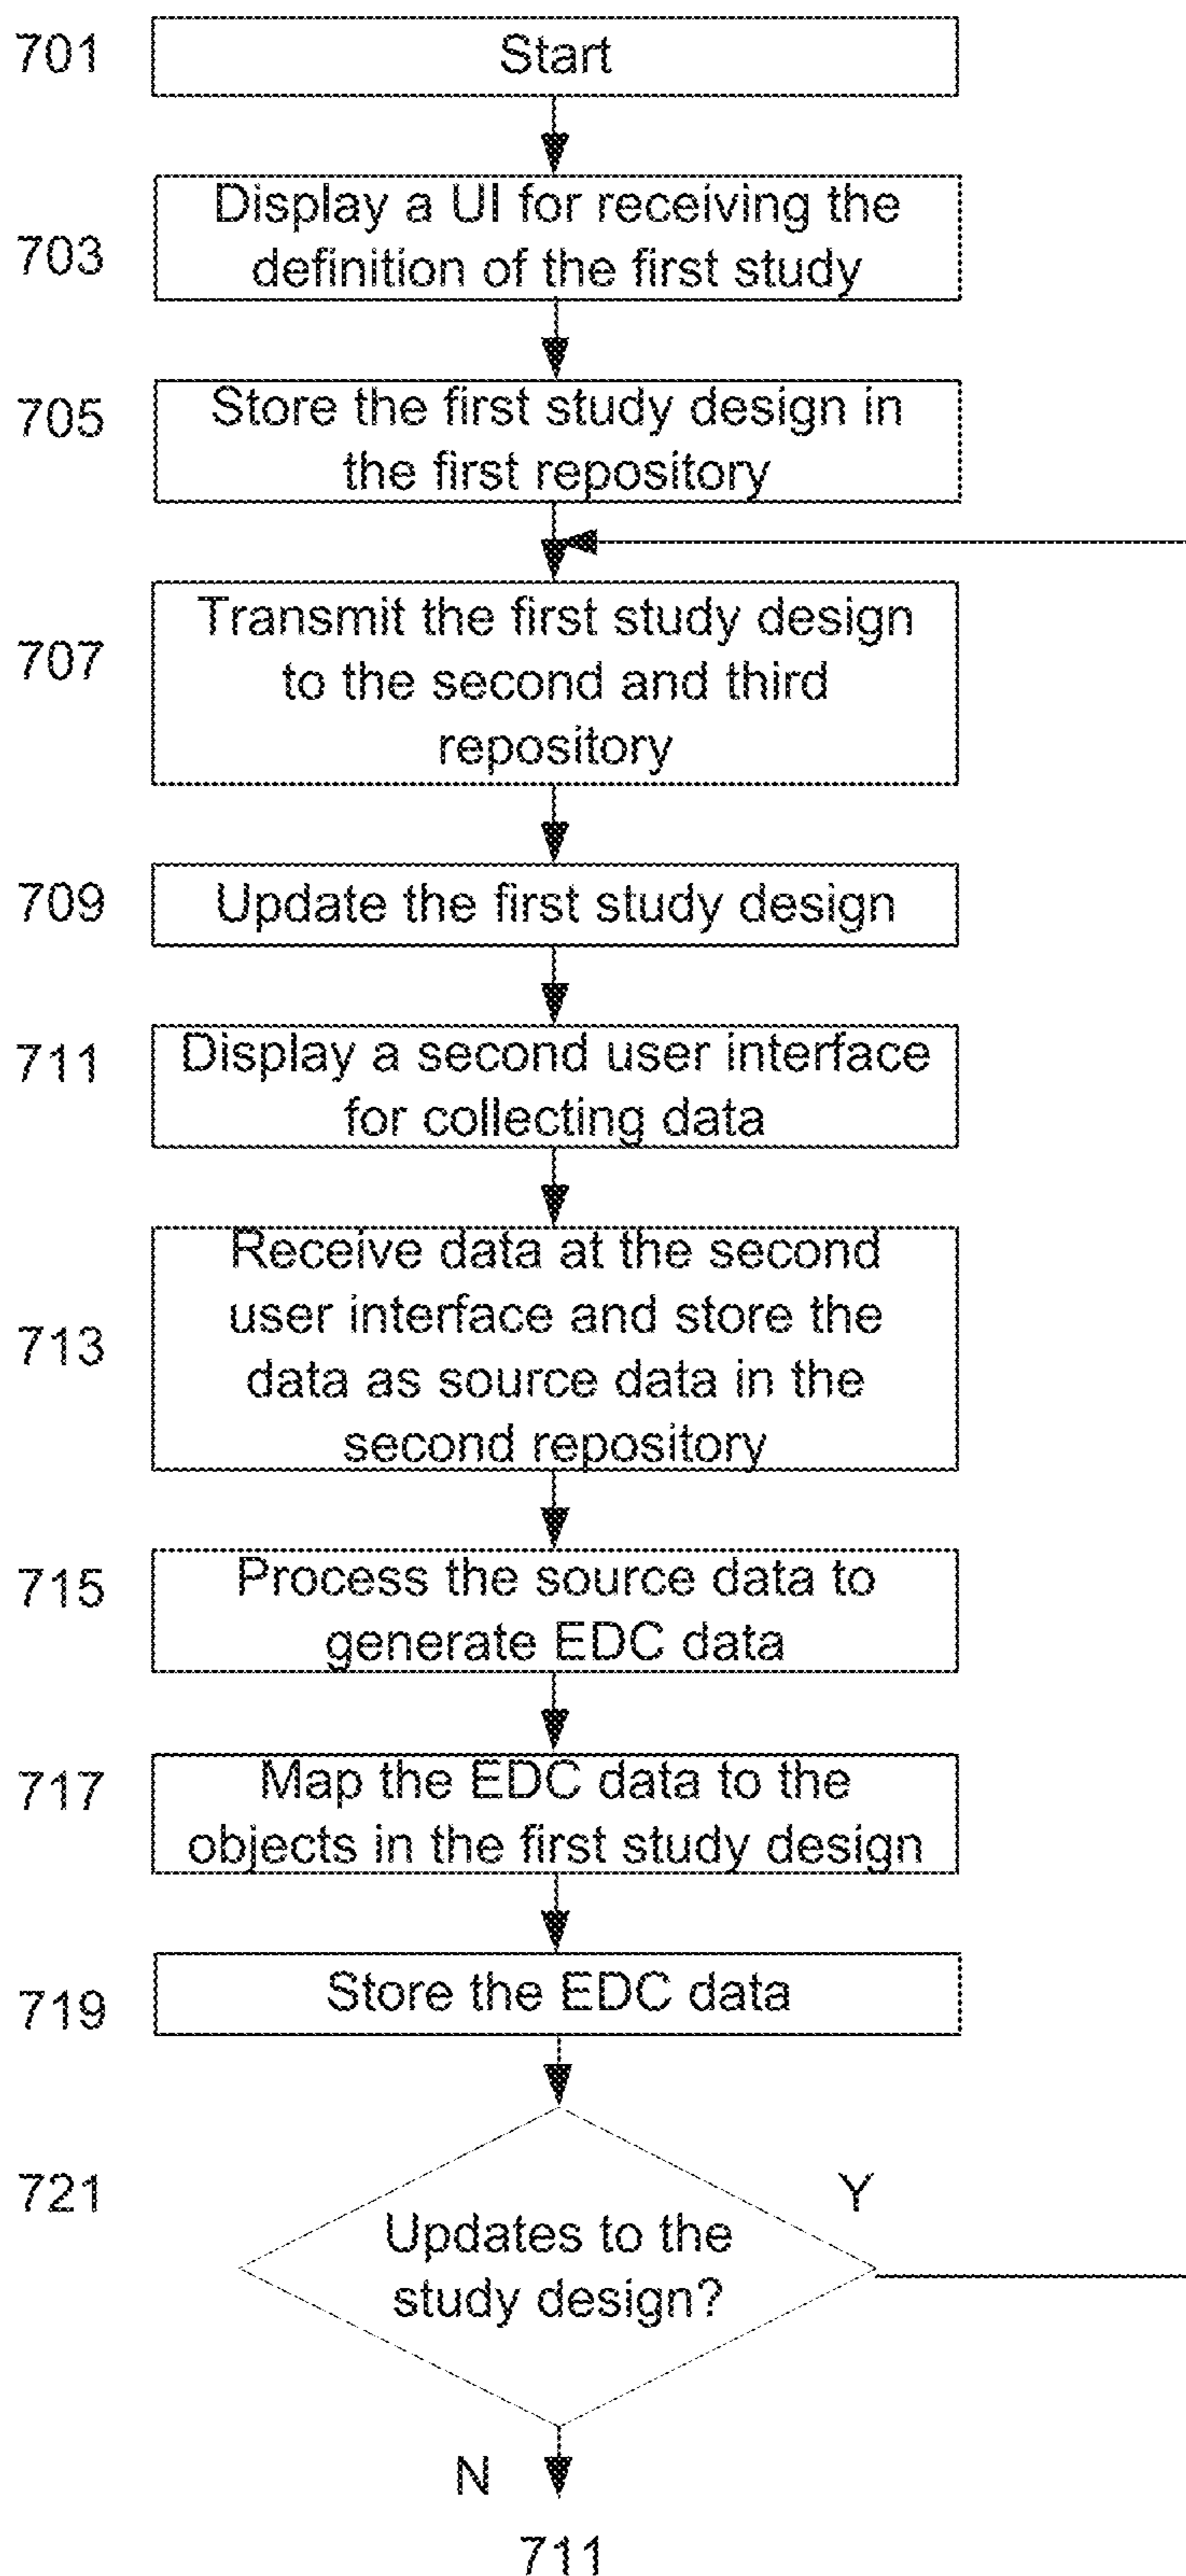 701
Start
703
Display a UI for receiving the
definition of the first study
705
Store the first study design in
the first repository
707
Transmit the first study design
to the second and third
repository
709
Update the first study design
711
Display a second user interface
for collecting data
713
Receive data at the second
user interface and store the
data as source data in the
second repository
715
Process the source data to
generate EDC data
717
Map the EDC data to the
objects in the first study design
719
Store the EDC data
721
Y
Updates to the
study design?
N
711